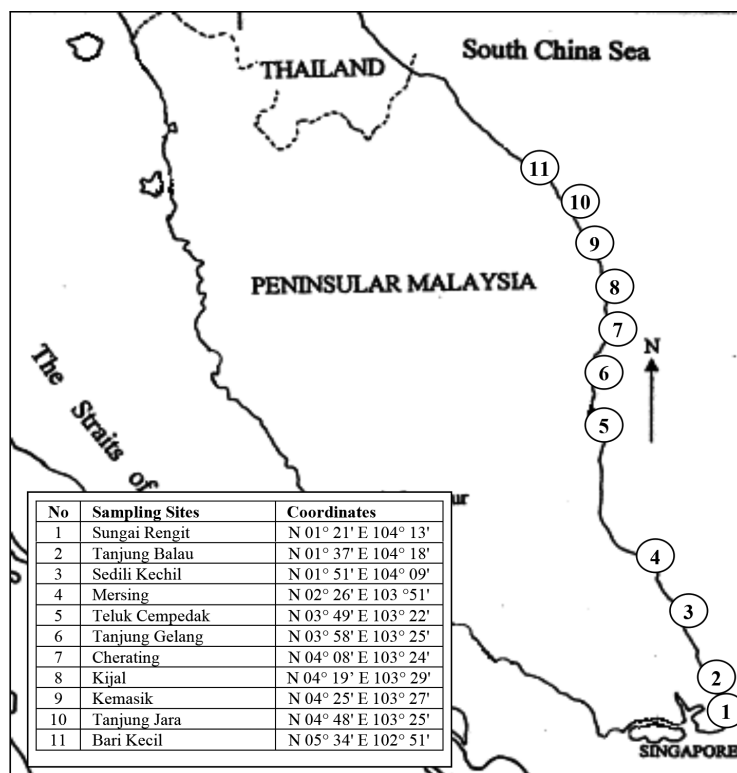 South China Sea
THAILAND
11
10
9
PENINSULAR MALAYSIA
8
7
N
6
The Straits of
5
ur
No Sampling Sites Coordinates
1 Sungai Rengit N 01° 21' E 104° 13'
2 Tanjung Balau N 01° 37' E 104° 18'
3 Sedili Kechil N 01° 51' E 104° 09'
4 Mersing N 02° 26' E 103 °51'
5 Teluk Cempedak N 03° 49' E 103° 22'
6 Tanjung Gelang N 03° 58' E 103° 25'
7 Cherating N 04° 08' E 103° 24'
8 Kijal N 04° 19’ E 103° 29'
9 Kemasik N 04° 25' E 103° 27'
10 Tanjung Jara N 04° 48' E 103° 25'
11 Bari Kecil N 05° 34' E 102° 51'
4
3
2
1
SINGAPORE